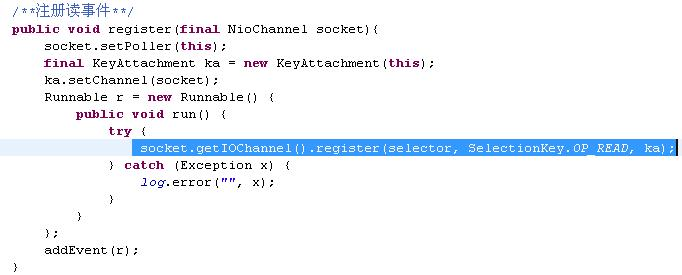 /**注册读事件**/
public void register(final NioChannel socket){
socket.setPoller(this);
final KeyAttachment ka = new KeyAttachment(this);
ka.setChannel(socket);
Runnable r = new Runnable() {
public void run() {
try {
socket.getIOChannel().register(selector, SelectionKey.OP_READ, ka);
} catch (Exception x) {
log.error("", x);
}
}
};
addEvent(r);
}